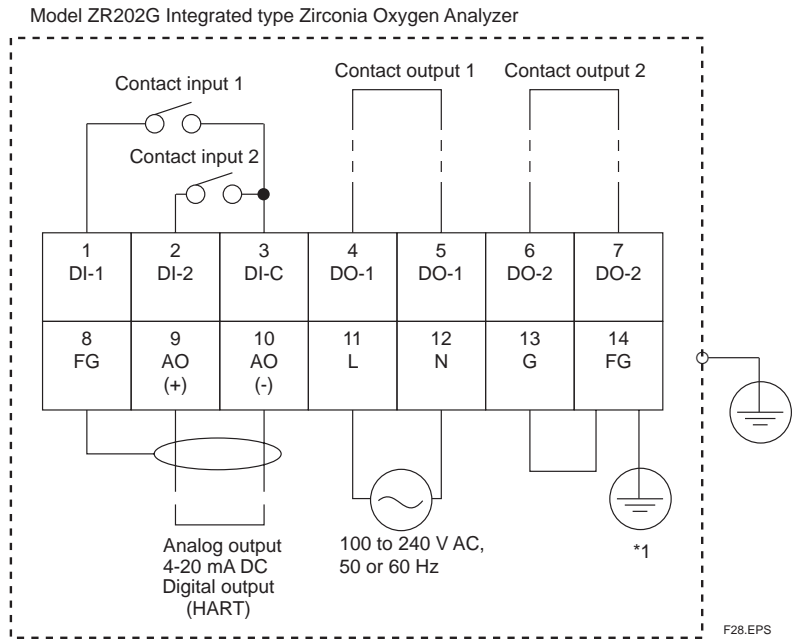 Model ZR202G Integrated type Zirconia Oxygen Analyzer
Contact input 1
Contact input 2
Contact output 1
Contact output 2
1
DI-1
2
DI-2
3
DI-C
4
DO-1
5
DO-1
6
DO-2
7
DO-2
8
FG
9
AO
(+)
10
AO
(-)
11
L
12
N
13
G
14
FG
Analog output
4-20 mA DC
Digital output
(HART)
100 to 240 V AC,
50 or 60 Hz
*1
F28.EPS